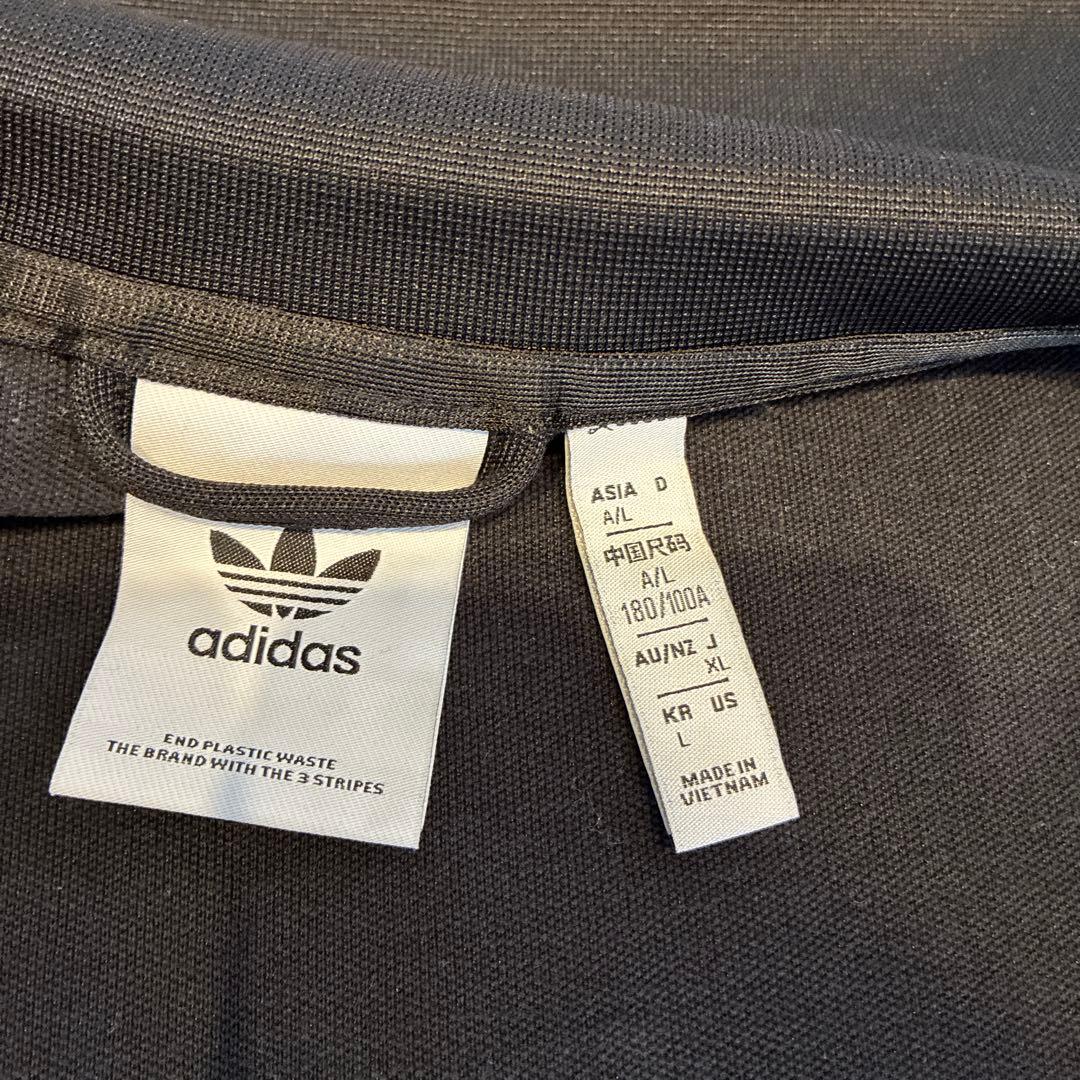 adidas
END PLASTIC WASTE
THE BRAND WITH THE 3 STRIPES
ASIA D
A/L
中国尺码
A/L
180/100A
AU/NZ J
XL
KR US
L
MADE IN
VIETNAM